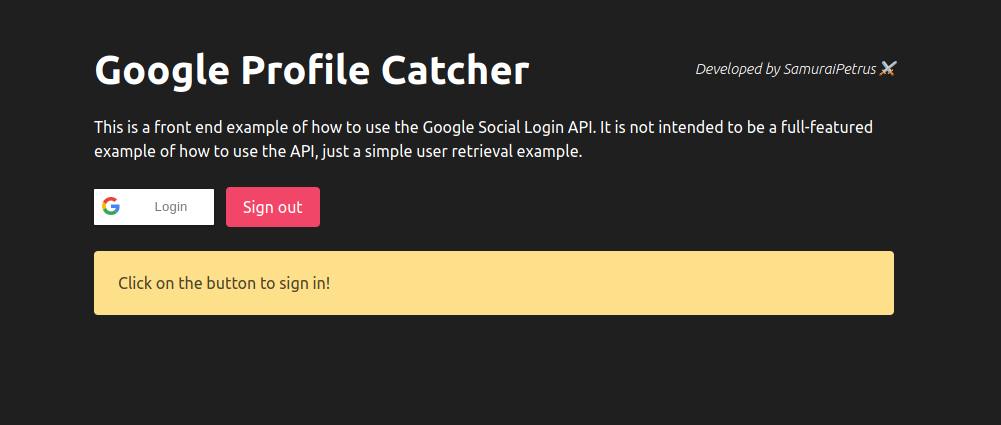 Google Profile Catcher
Developed by SamuraiPetrus ⚔️
This is a front end example of how to use the Google Social Login API. It is not intended to be a full-featured
example of how to use the API, just a simple user retrieval example.
Login
Sign out
Click on the button to sign in!